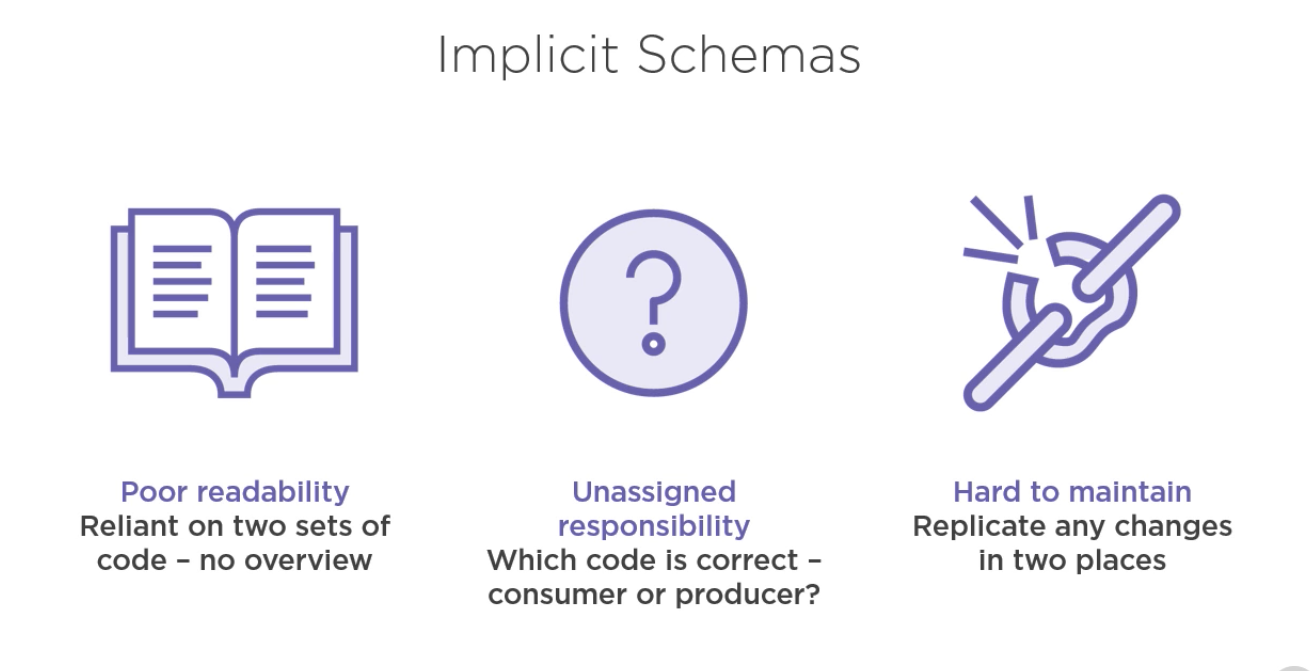 Implicit Schemas
Poor readability
Reliant on two sets of
code – no overview
Unassigned
responsibility
Which code is correct –
consumer or producer?
Hard to maintain
Replicate any changes
in two places